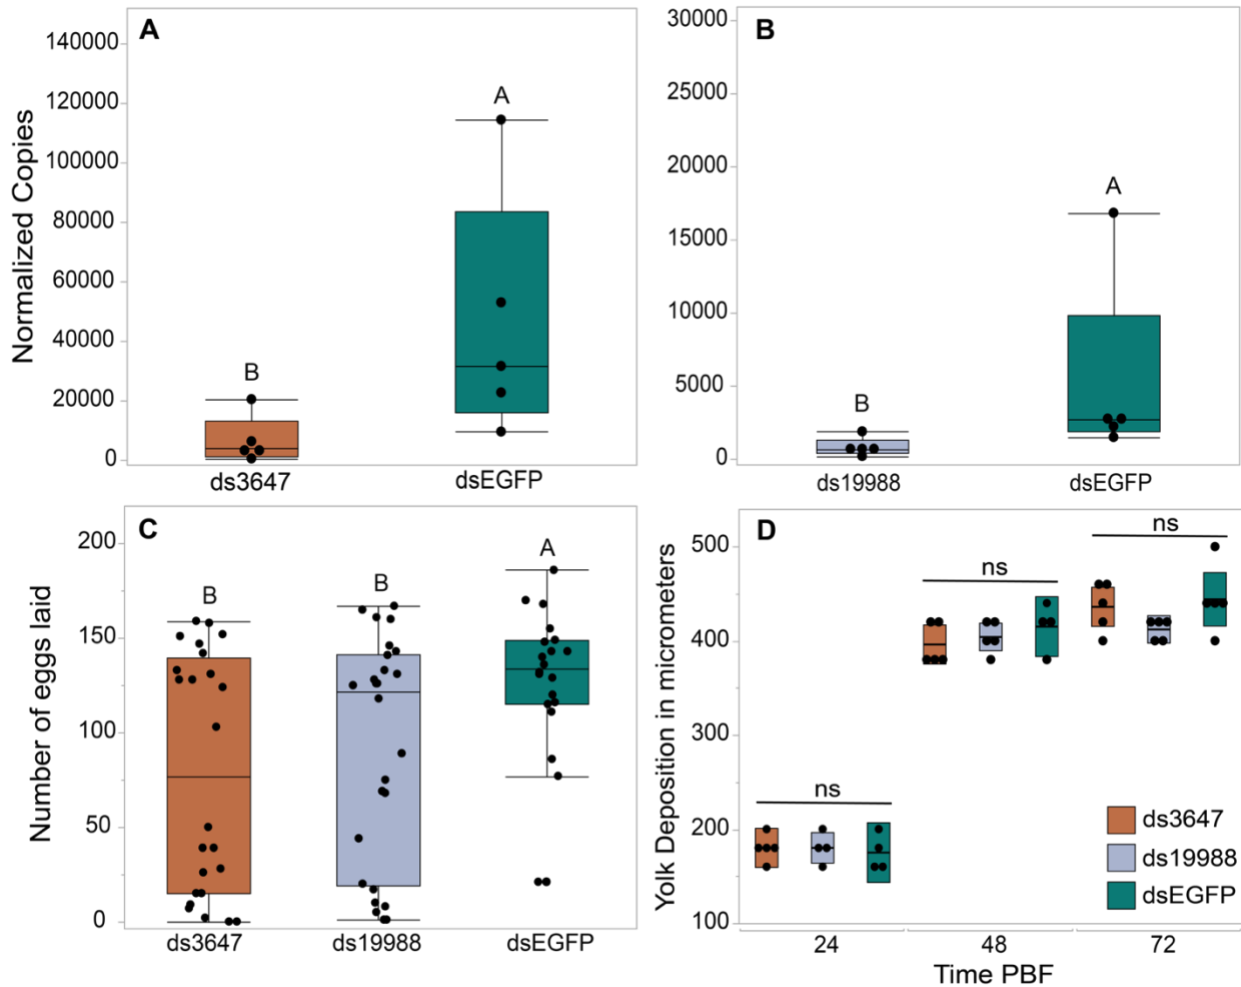 A
Normalized Copies
140000
120000
100000
80000
60000
40000
20000
0
B
A
ds3647
dsEGFP
B
30000
25000
20000
15000
10000
5000
0
B
A
ds19988
dsEGFP
C
Number of eggs laid
200
150
100
50
0
B
B
A
ds3647
ds19988
dsEGFP
D
Yolk Deposition in micrometers
500
400
300
200
100
ns
ns
ns
ds3647
ds19988
dsEGFP
24
48
72
Time PBF